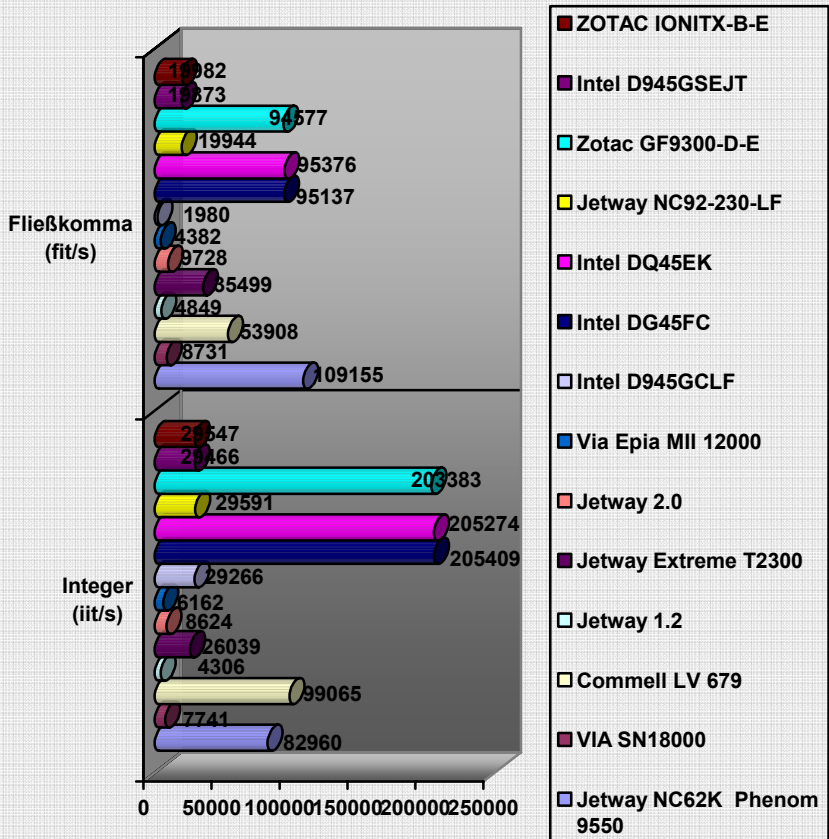 Fließkomma
(fit/s)
19982
19873
94577
19944
95376
95137
1980
4382
9728
35499
4849
53908
8731
109155
Integer
(iit/s)
29547
29466
203383
29591
205274
205409
29266
6162
8624
26039
4306
99065
7741
82960
0 50000 100000 150000 200000 250000
ZOTAC IONITX-B-E
Intel D945GSEJT
Zotac GF9300-D-E
Jetway NC92-230-LF
Intel DQ45EK
Intel DG45FC
Intel D945GCLF
Via Epia MII 12000
Jetway 2.0
Jetway Extreme T2300
Jetway 1.2
Commell LV 679
VIA SN18000
Jetway NC62K Phenom
9550